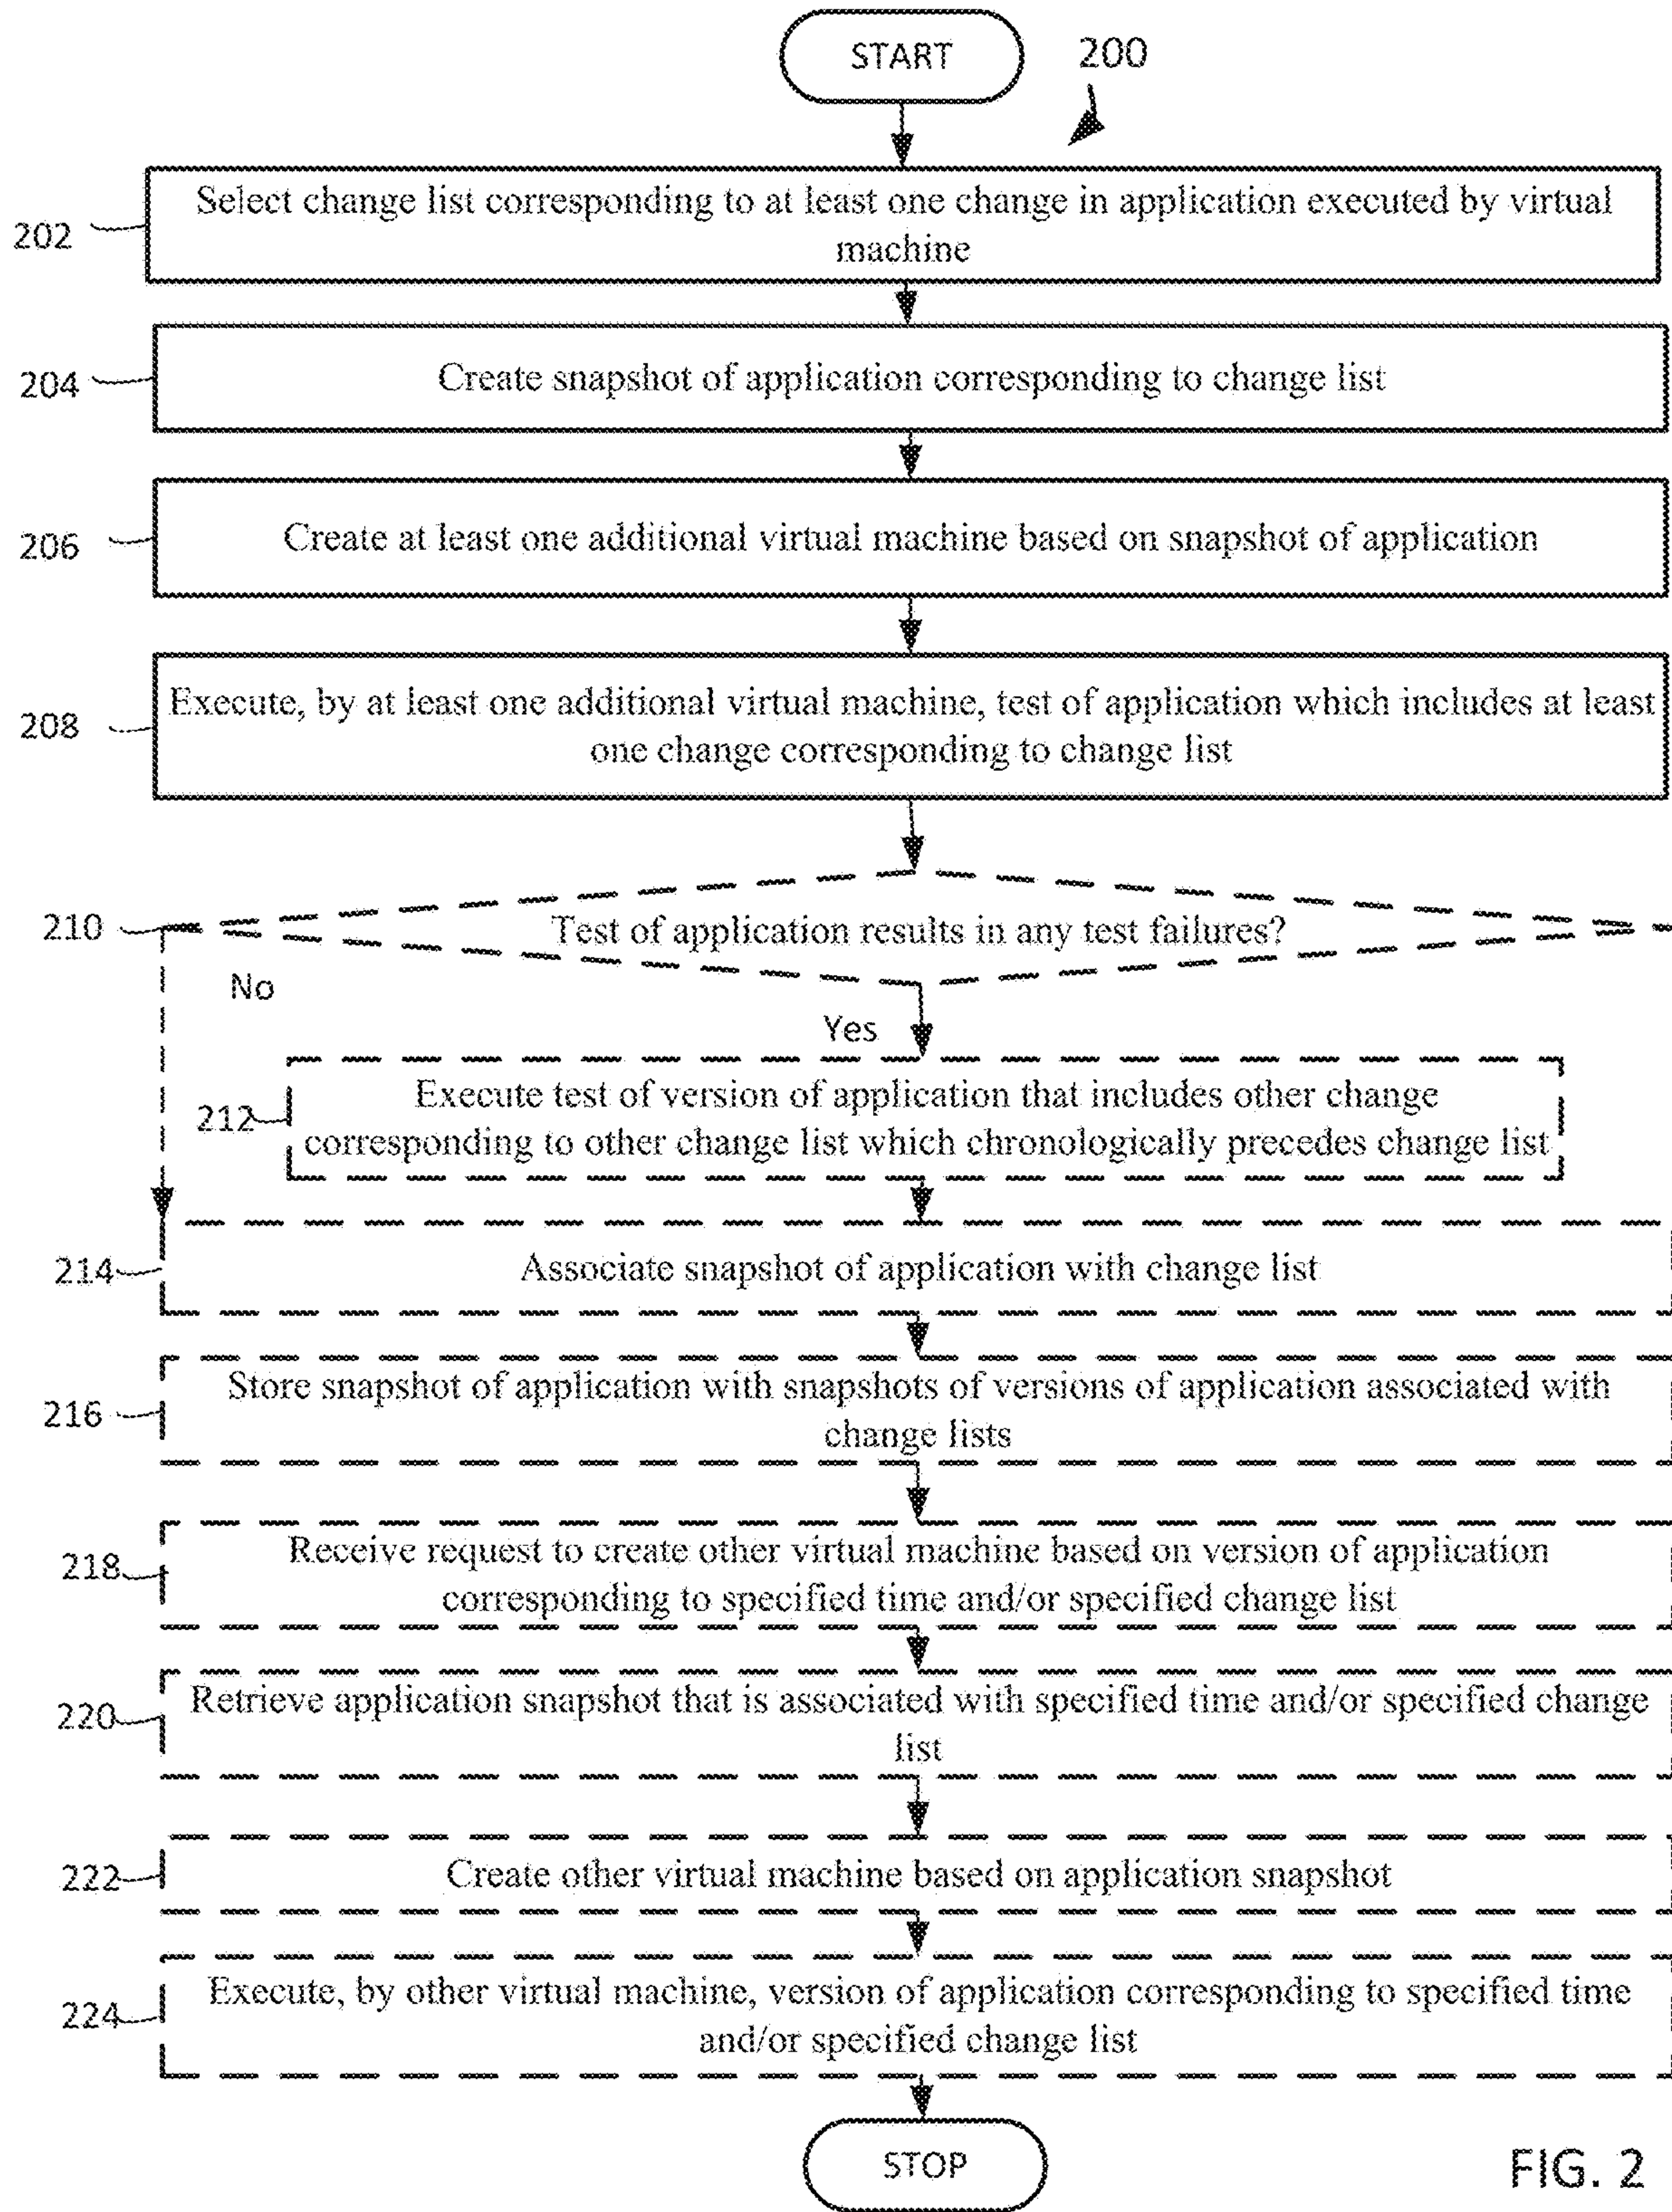 START
200
202
Select change list corresponding to at least one change in application executed by virtual
machine
204
Create snapshot of application corresponding to change list
206
Create at least one additional virtual machine based on snapshot of application
208
Execute, by at least one additional virtual machine, test of application which includes at least
one change corresponding to change list
210
Test of application results in any test failures?
No
Yes
212
Execute test of version of application that includes other change
corresponding to other change list which chronologically precedes change list
214
Associate snapshot of application with change list
216
Store snapshot of application with snapshots of versions of application associated with
change lists
218
Receive request to create other virtual machine based on version of application
corresponding to specified time and/or specified change list
220
Retrieve application snapshot that is associated with specified time and/or specified change
list
222
Create other virtual machine based on application snapshot
224
Execute, by other virtual machine, version of application corresponding to specified time
and/or specified change list
STOP
FIG. 2